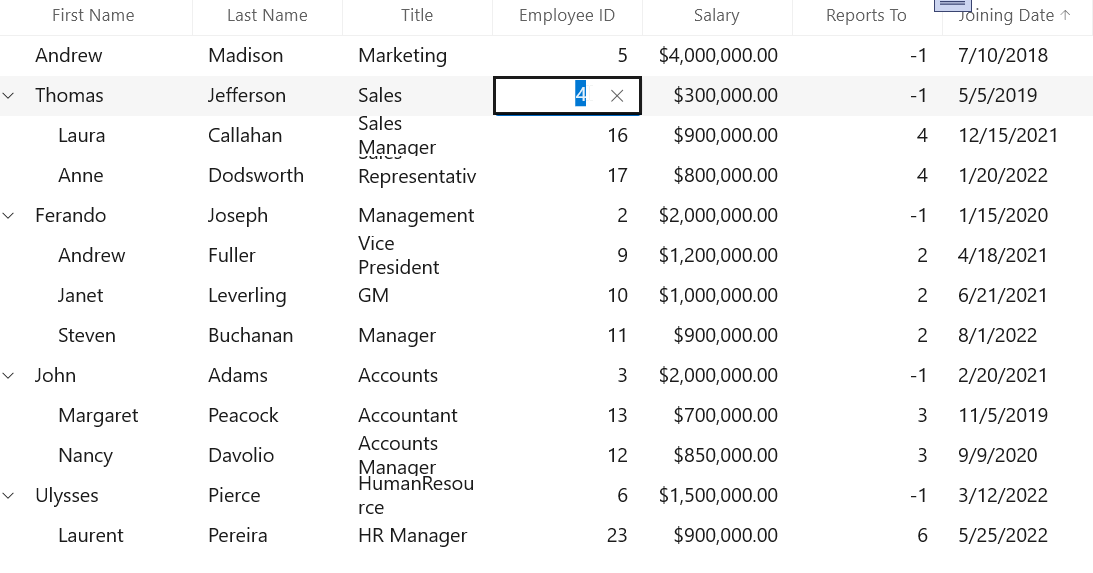 First Name Last Name Title Employee ID Salary Reports To Joining Date
Andrew Madison Marketing 5 $4,000,000.00 -1 7/10/2018
Thomas Jefferson Sales 4 $300,000.00 -1 5/5/2019
Laura Callahan Sales Manager 16 $900,000.00 4 12/15/2021
Anne Dodsworth Sales Representativ 17 $800,000.00 4 1/20/2022
Ferando Joseph Management 2 $2,000,000.00 -1 1/15/2020
Andrew Fuller Vice President 9 $1,200,000.00 2 4/18/2021
Janet Leverling GM 10 $1,000,000.00 2 6/21/2021
Steven Buchanan Manager 11 $900,000.00 2 8/1/2022
John Adams Accounts 3 $2,000,000.00 -1 2/20/2021
Margaret Peacock Accountant 13 $700,000.00 3 11/5/2019
Nancy Davolio Accounts Manager 12 $850,000.00 3 9/9/2020
Ulysses Pierce HumanResou rce 6 $1,500,000.00 -1 3/12/2022
Laurent Pereira HR Manager 23 $900,000.00 6 5/25/2022